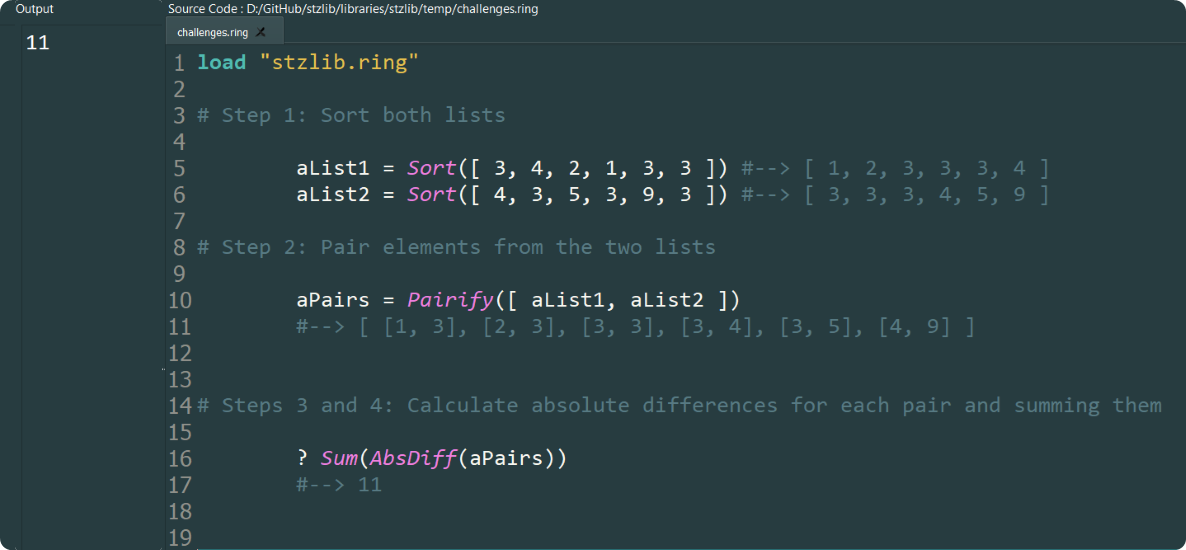 Output
11
Source Code : D:/GitHub/stzlib/libraries/stzlib/temp/challenges.ring
challenges.ring
1 load "stzlib.ring"
2
3 # Step 1: Sort both lists
4
5 aList1 = Sort([ 3, 4, 2, 1, 3, 3 ]) #--> [ 1, 2, 3, 3, 3, 4 ]
6 aList2 = Sort([ 4, 3, 5, 3, 9, 3 ]) #--> [ 3, 3, 3, 4, 5, 9 ]
7
8 # Step 2: Pair elements from the two lists
9
10 aPairs = Pairify([ aList1, aList2 ])
11 #--> [ [1, 3], [2, 3], [3, 3], [3, 4], [3, 5], [4, 9] ]
12
13
14 # Steps 3 and 4: Calculate absolute differences for each pair and summing them
15
16 ? Sum(AbsDiff(aPairs))
17 #--> 11
18
19